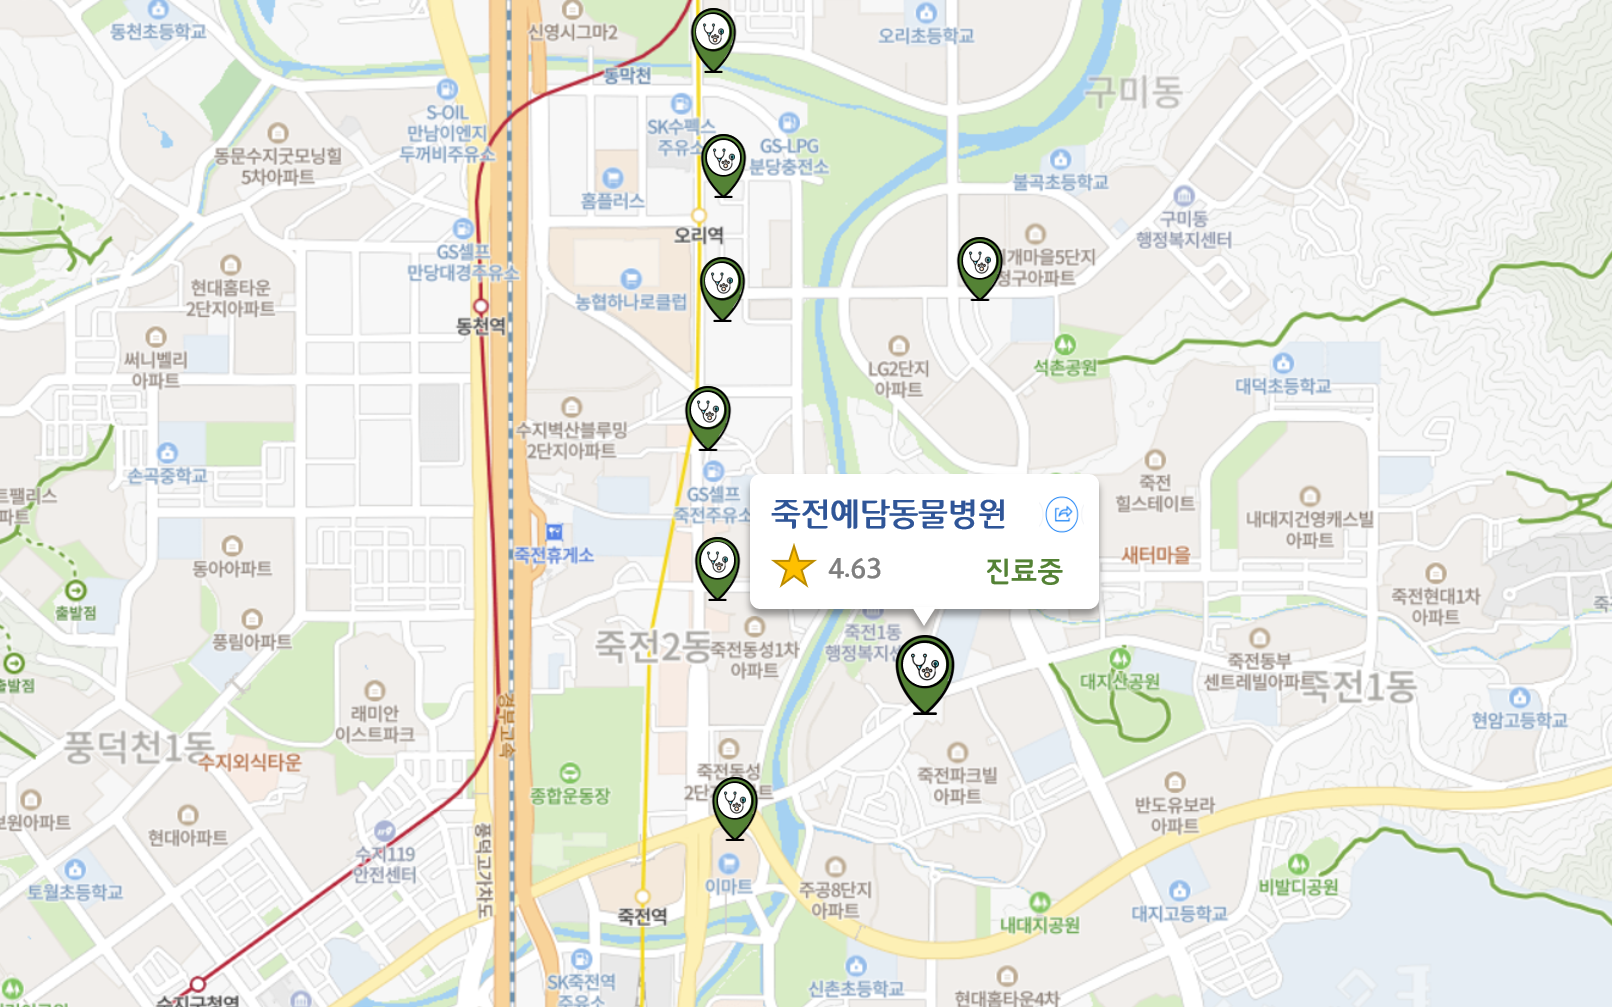 동천초등학교
신영시그마2
오리초등학교
동막천
구미동
S-OIL
만남이엔지
두꺼비주유소
SK수펙스
주유소
GS-LPG
분당충전소
동문수지굿모닝힐
5차아파트
홈플러스
불곡초등학교
구미동
행정복지센터
오리역
GS셀프
만당대경주유소
개마을5단지
청구아파트
현대홈타운
2단지아파트
농협하나로클럽
동천역
써니벨리
아파트
LG2단지
아파트
석촌공원
대덕초등학교
수지벽산블루밍
2단지아파트
손곡중학교
GS셀프
죽전주유소
죽전
힐스테이트
트팰리스
파트
내대지건영캐스빌
아파트
죽전예담동물병원
4.63
진료중
죽전휴게소
새터마을
동아아파트
출발점
죽전현대1차
아파트
풍림아파트
죽전2동
죽전동성1차
아파트
죽전1동
행정복지센
죽전동부
센트레빌아파트
죽전1동
대지산공원
출발점
래미안
이스트파크
경부고속
현암고등학교
풍덕천1동
수지외식타운
죽전동성
2단
트
죽전파크빌
아파트
종합운동장
반도유보라
아파트
보원아파트
현대아파트
수지119
안전센터
풍덕고가차도
토월초등학교
이마트
주공8단지
아파트
비발디공원
죽전역
내대지공원
대지고등학교
SK죽전역
주유소
신촌초등학교
현대홈타운4차
수지구청역